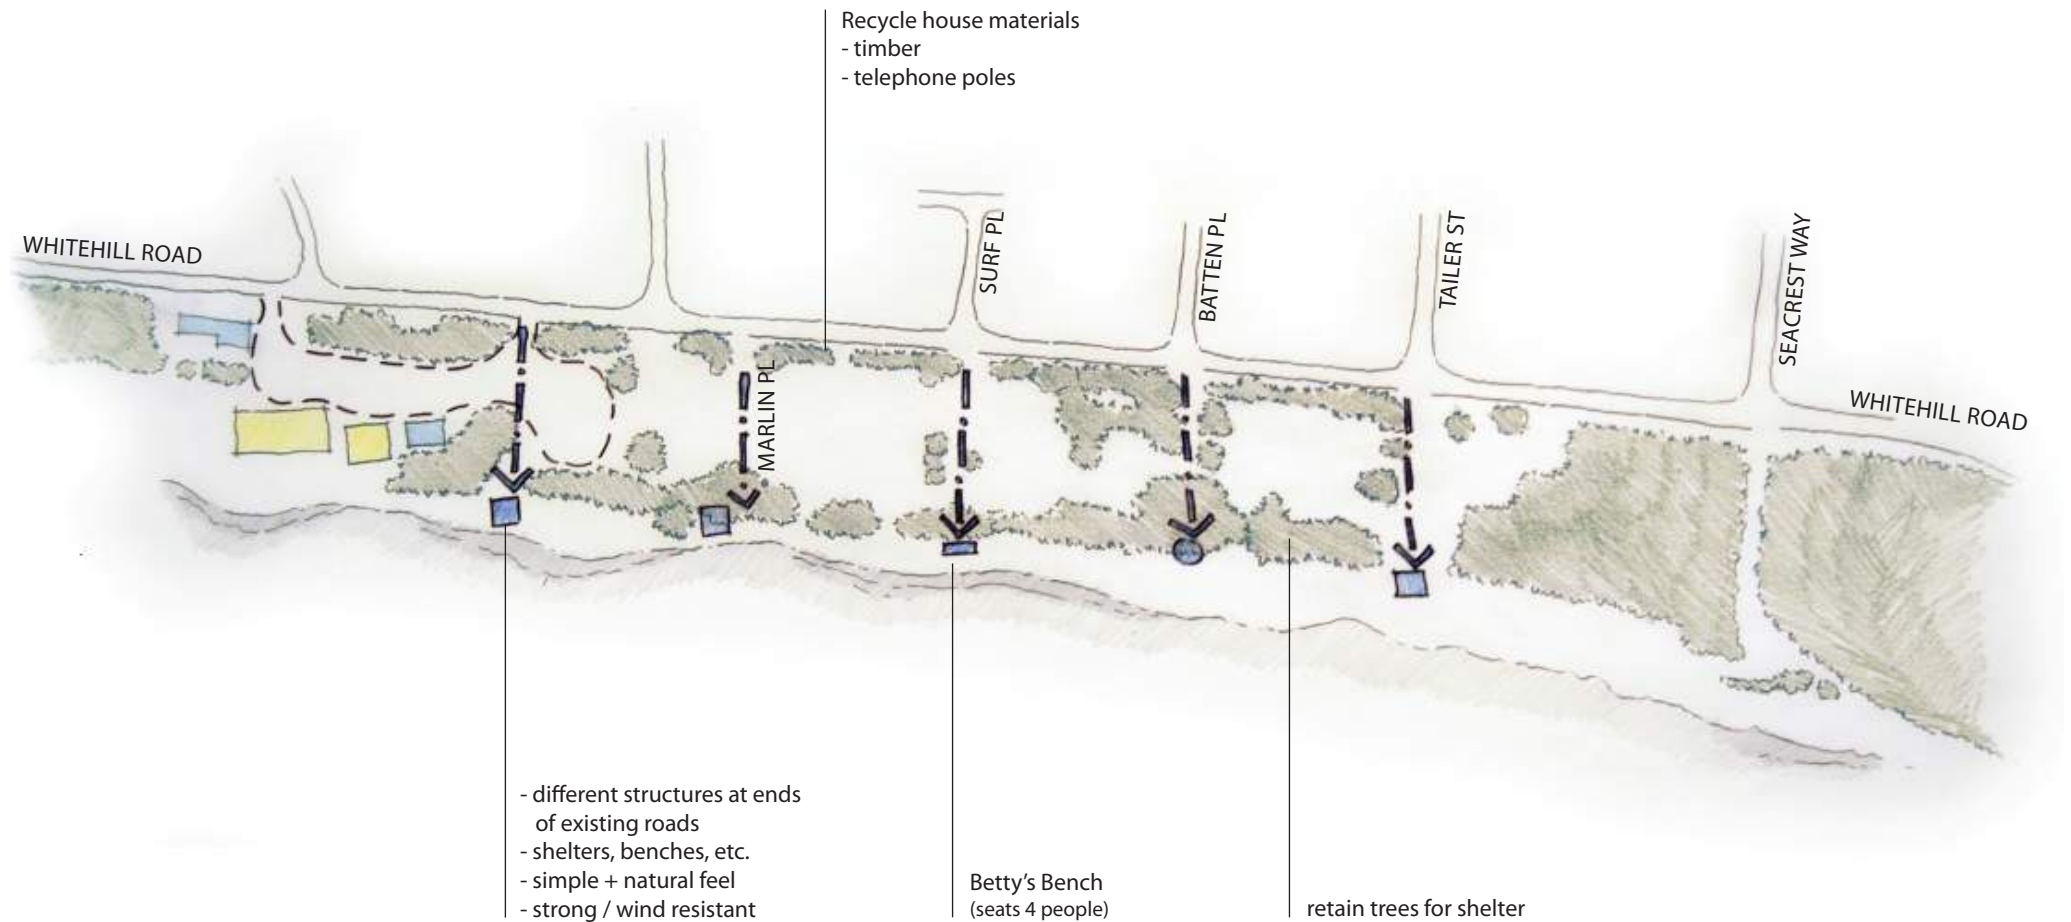 Recycle house materials
- timber
- telephone poles
WHITEHILL ROAD
SURF PL
BATTEN PL
TAILER ST
SEACREST WAY
MARLIN PL
WHITEHILL ROAD
- different structures at ends
of existing roads
- shelters, benches, etc.
- simple + natural feel
- strong / wind resistant
Betty's Bench
(seats 4 people)
retain trees for shelter